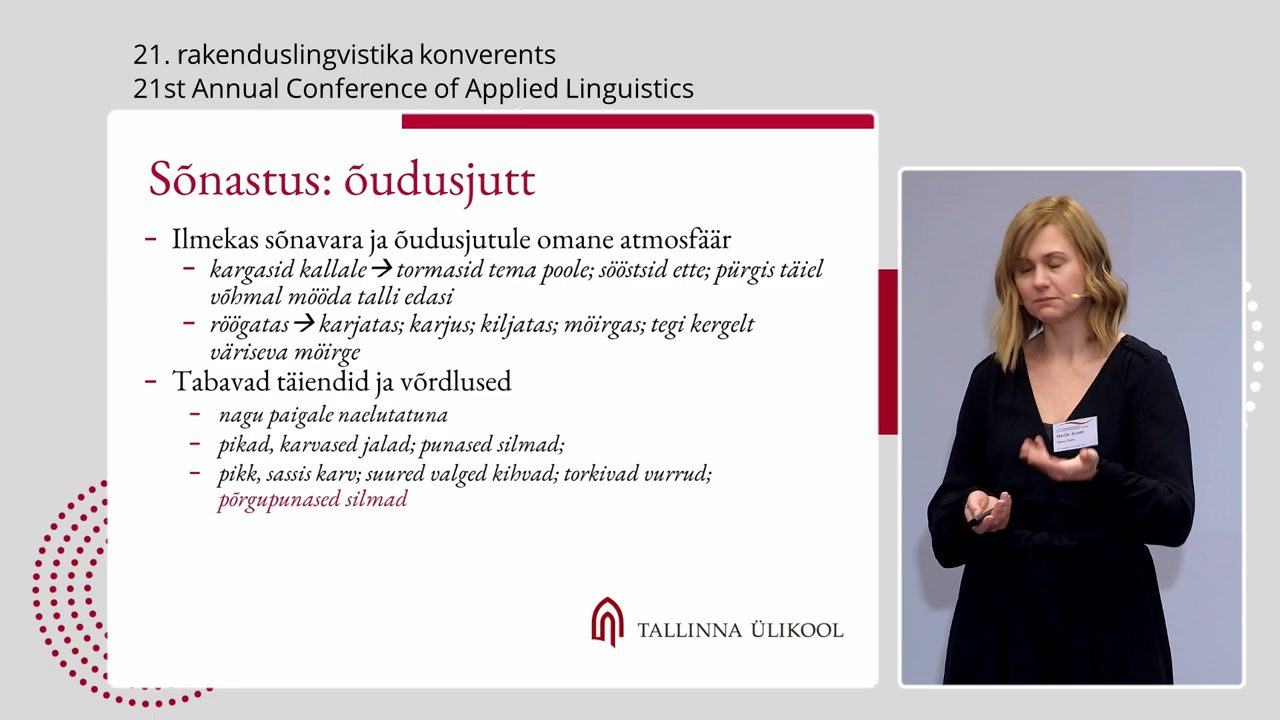 21. rakenduslingvistika konverents
21st Annual Conference of Applied Linguistics
Sõnastus: õudusjutt
– Ilmekas sõnavara ja õudusjutule omane atmosfäär
– kargasid kallale → tormasid tema poole; sööstsid ette; pürgis täiel
võhmal mööda talli edasi
– röögatas → karjatas; karjus; kiljatas; möirgas; tegi kergelt
väriseva möirge
– Tabavad täiendid ja võrdlused
– nagu paigale naelutatuna
– pikad, karvased jalad; punased silmad;
– pikk, sassis karv; suured valged kihvad; torkivad vurrud;
põrgupunased silmad
TALLINNA ÜLIKOOL